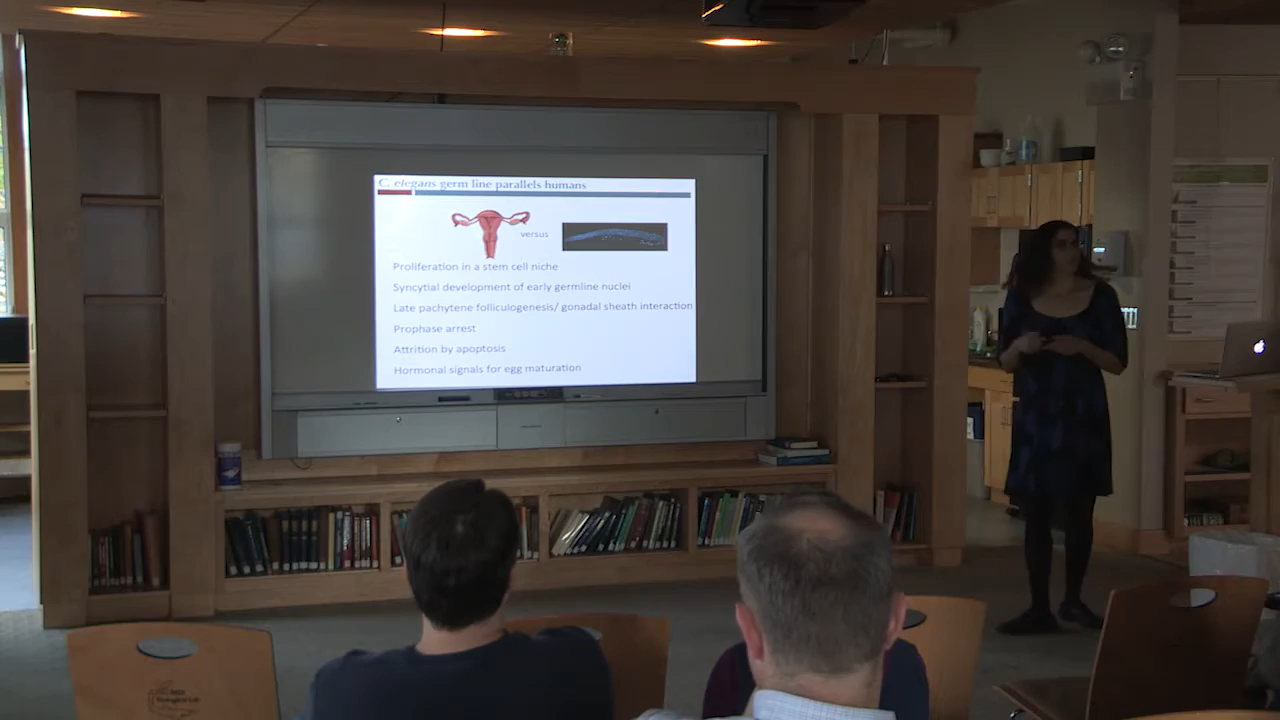 C. elegans germ line parallels humans
versus
Proliferation in a stem cell niche
Syncytial development of early germline nuclei
Late pachytene folliculogenesis/ gonadal sheath interaction
Prophase arrest
Attrition by apoptosis
Hormonal signals for egg maturation